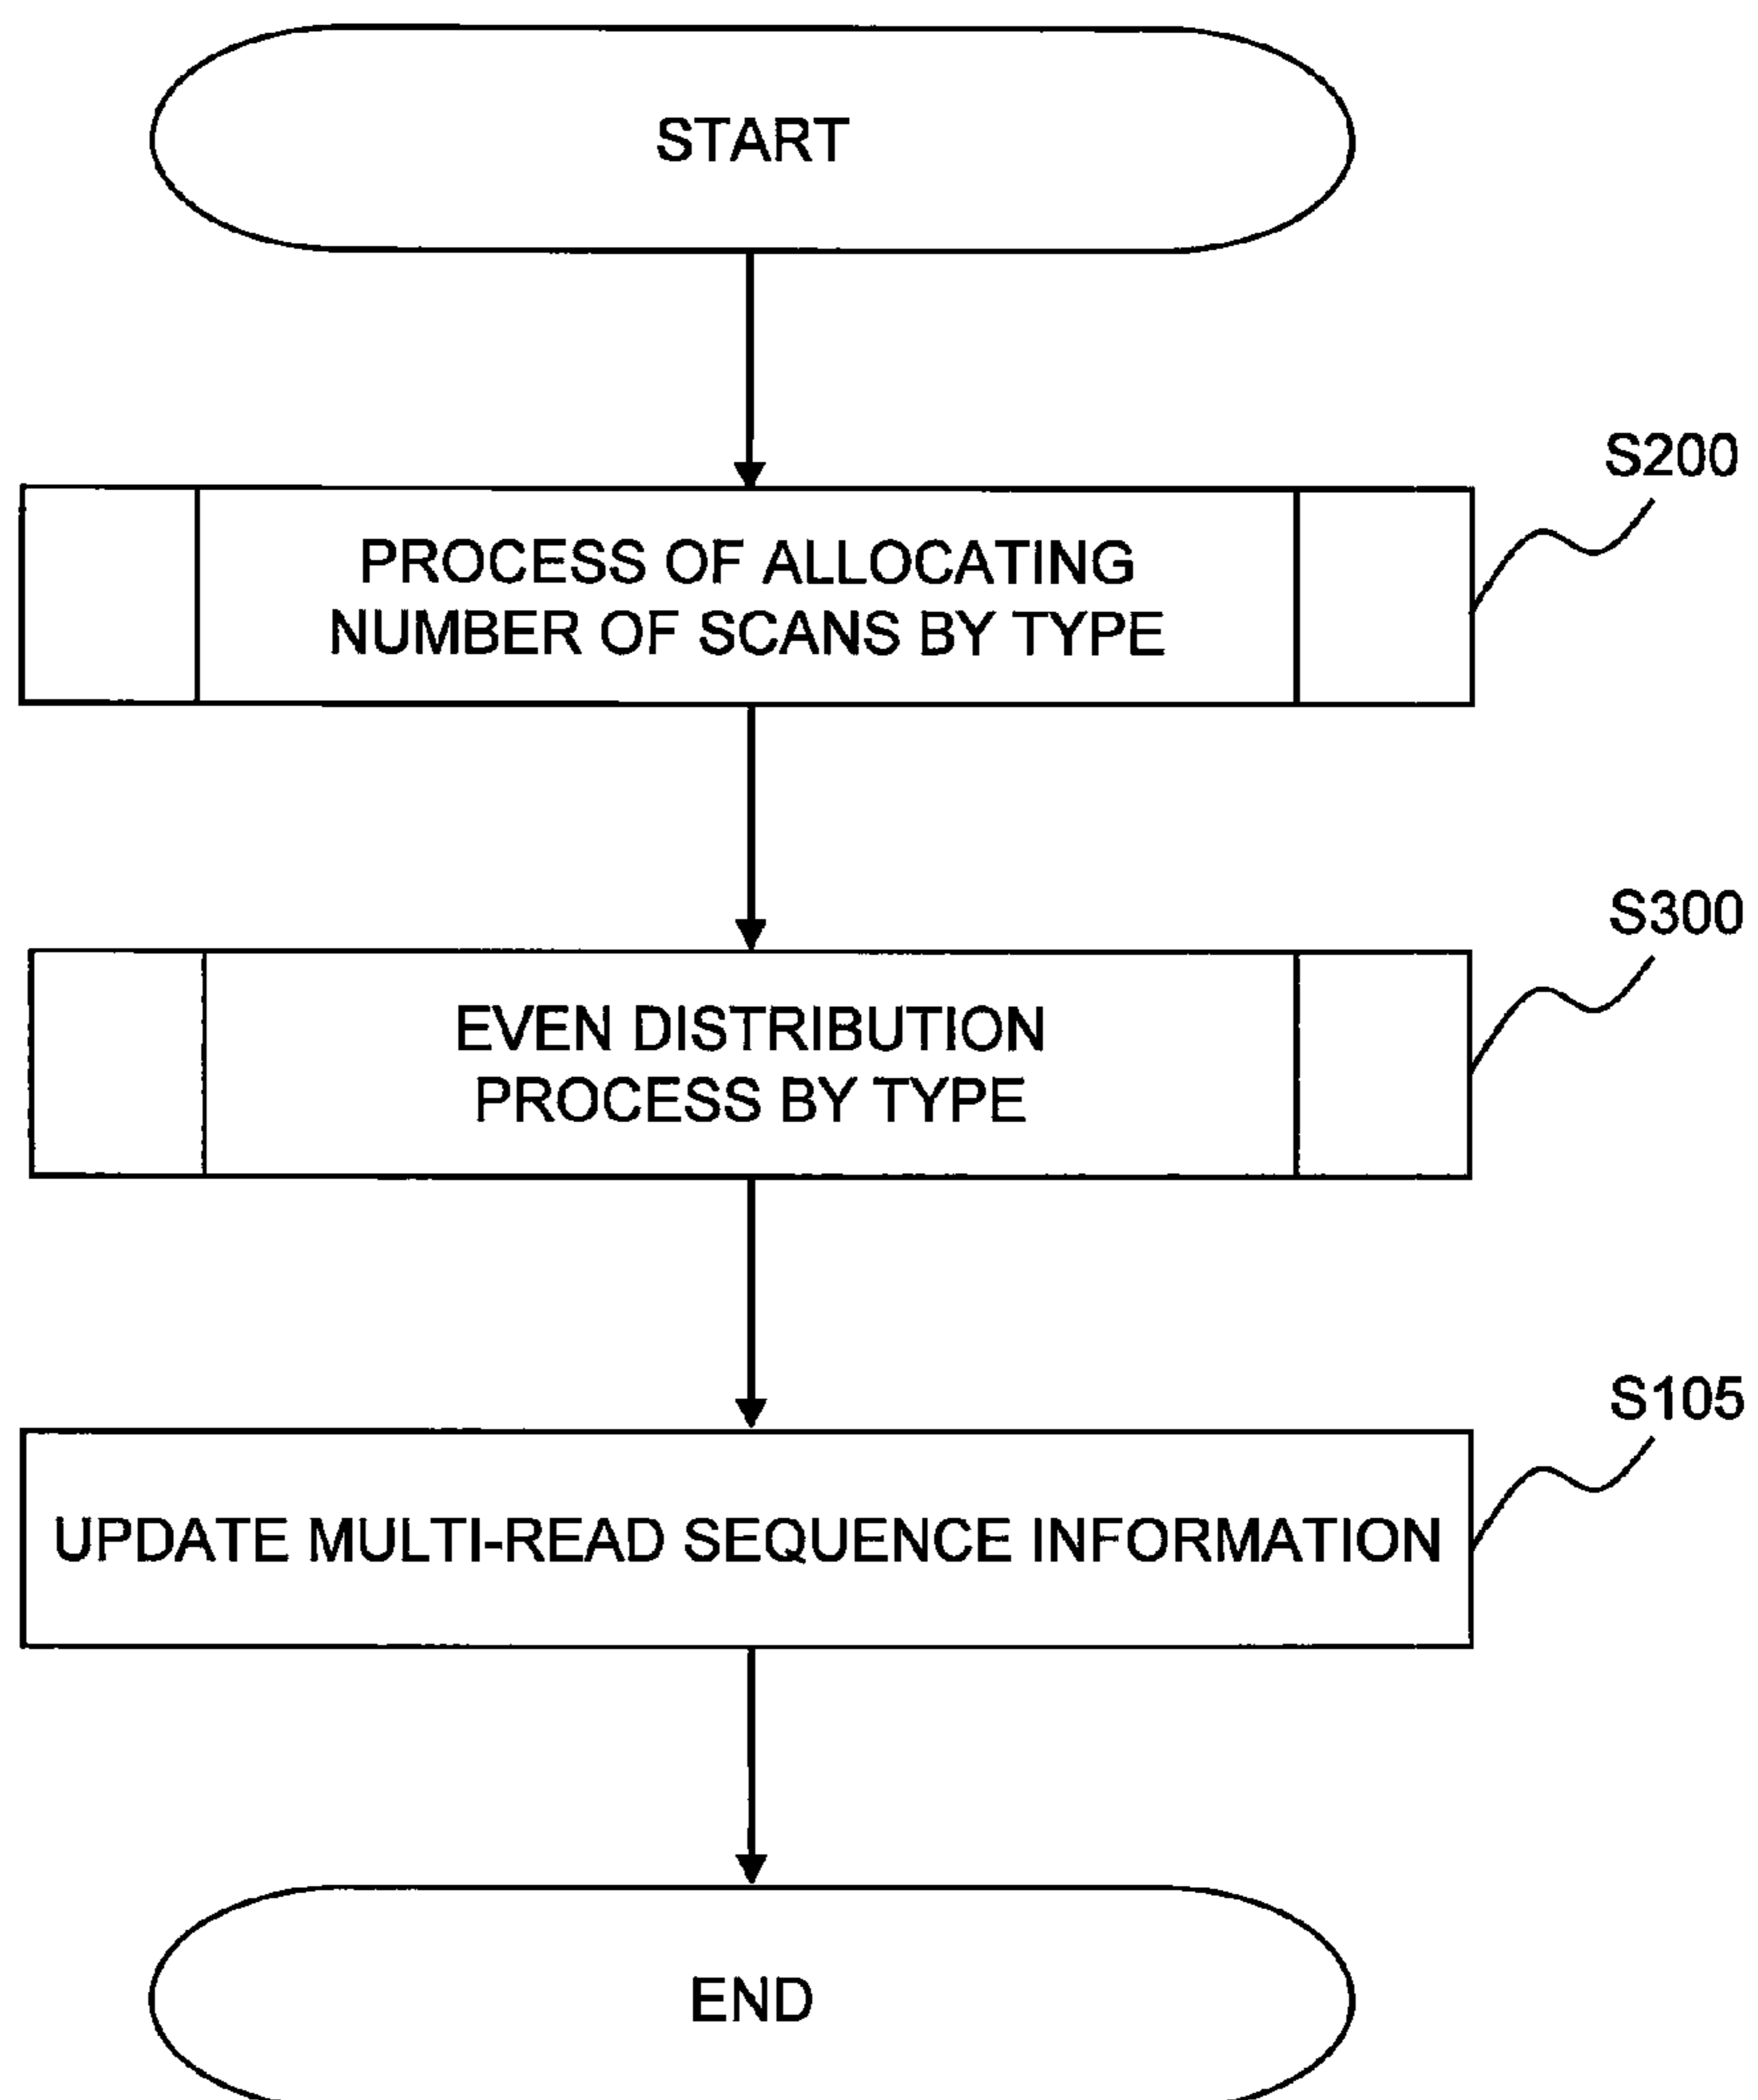 START
S200
PROCESS OF ALLOCATING
NUMBER OF SCANS BY TYPE
S300
EVEN DISTRIBUTION
PROCESS BY TYPE
S105
UPDATE MULTI-READ SEQUENCE INFORMATION
END